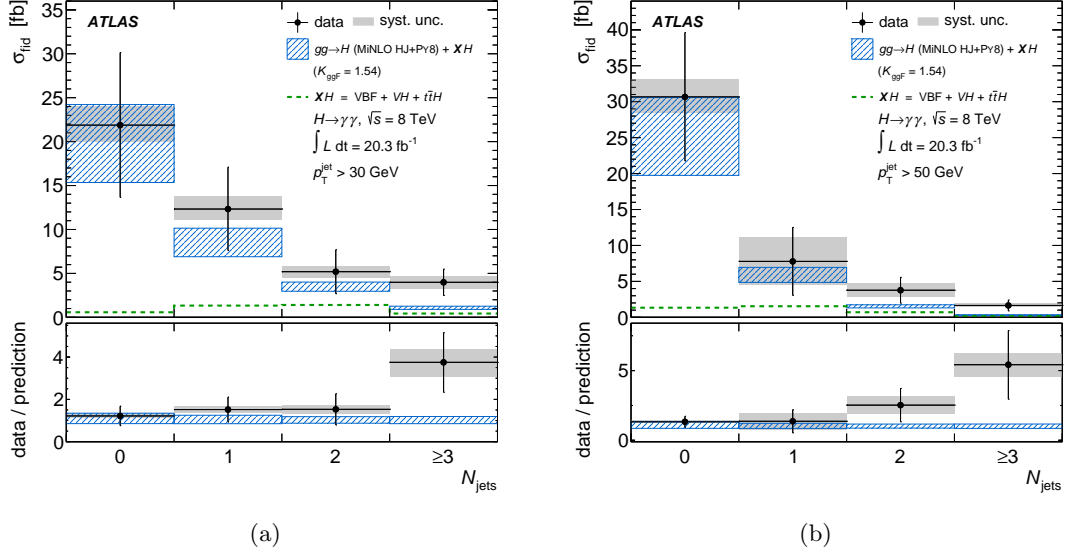 σfid [fb]
35
30
25
20
15
10
5
0
ATLAS
data syst. unc.
gg→H (MiNLO HJ+PY8) + XH
(KggF = 1.54)
XH = VBF + VH + tt̄H
H→γγ, √s = 8 TeV
∫ L dt = 20.3 fb-1
pTjet > 30 GeV
data / prediction
4
2
0
0 1 2 ≥3
Njets
(a)
σfid [fb]
45
40
35
30
25
20
15
10
5
0
ATLAS
data syst. unc.
gg→H (MiNLO HJ+PY8) + XH
(KggF = 1.54)
XH = VBF + VH + tt̄H
H→γγ, √s = 8 TeV
∫ L dt = 20.3 fb-1
pTjet > 50 GeV
data / prediction
5
0
0 1 2 ≥3
Njets
(b)